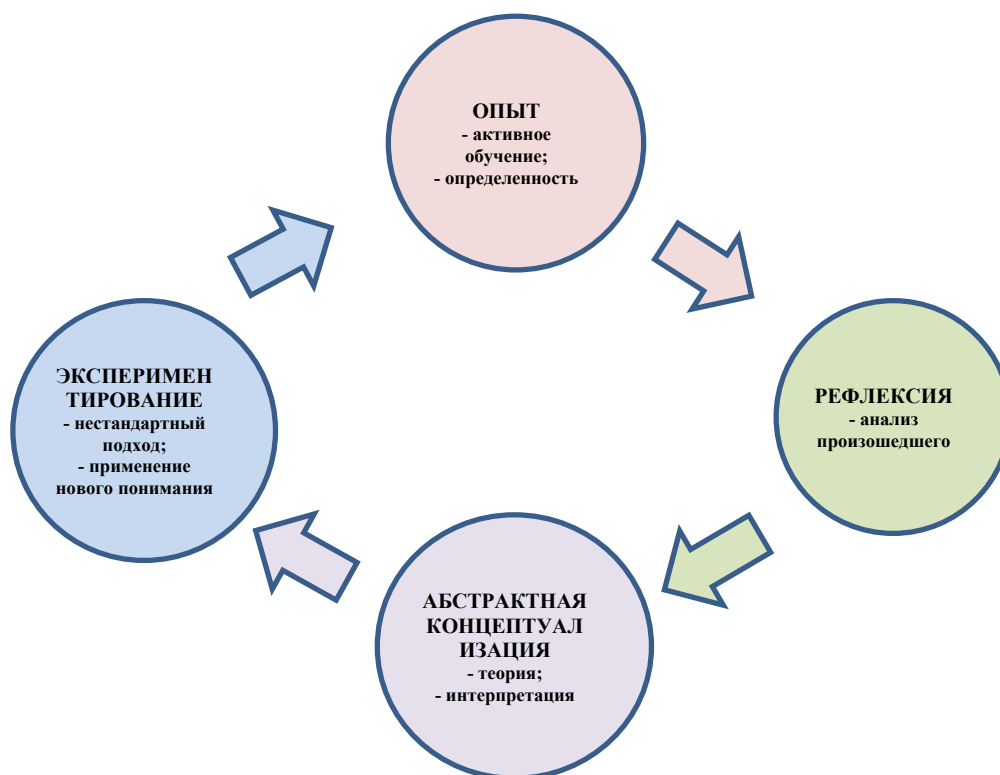 ОПЫТ
- активное
обучение;
- определенность
РЕФЛЕКСИЯ
- анализ
произошедшего
АБСТРАКТНАЯ
КОНЦЕПТУАЛ
ИЗАЦИЯ
- теория;
- интерпретация
ЭКСПЕРИМЕН
ТИРОВАНИЕ
- нестандартный
подход;
- применение
нового понимания